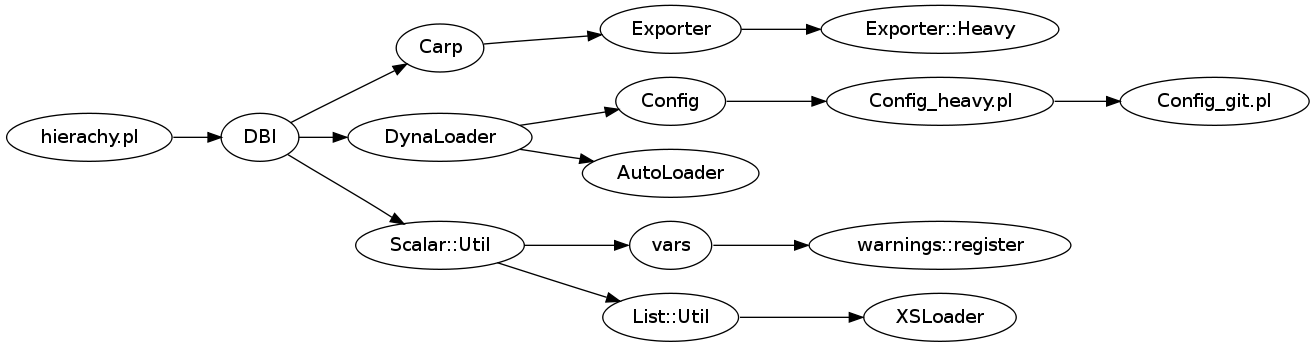 hierachy.pl
DBI
Carp
Exporter
Exporter::Heavy
DynaLoader
Config
Config_heavy.pl
Config_git.pl
AutoLoader
Scalar::Util
vars
warnings::register
List::Util
XSLoader